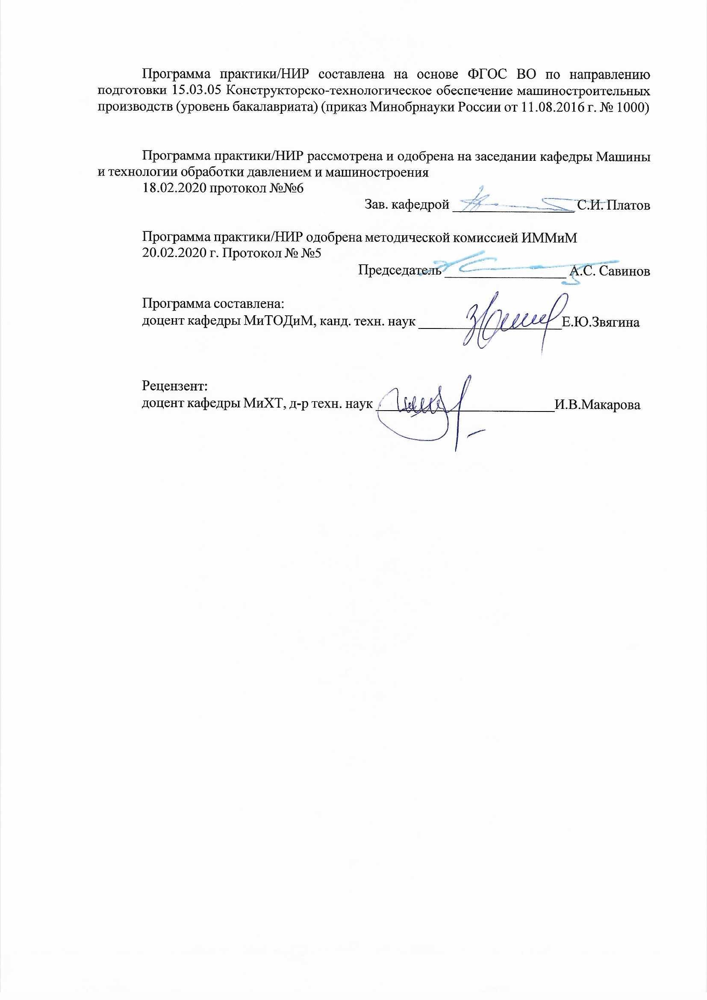 Программа практики/НИР составлена на основе ФГОС ВО по направлению
подготовки 15.03.05 Конструкторско-технологическое обеспечение машиностроительных
производств (уровень бакалавриата) (приказ Минобрнауки России от 11.08.2016 г. № 1000)
Программа практики/НИР рассмотрена и одобрена на заседании кафедры Машины
и технологии обработки давлением и машиностроения
18.02.2020 протокол №№6
Зав. кафедрой С.И. Платов
Программа практики/НИР одобрена методической комиссией ИММиМ
20.02.2020 г. Протокол № №5
Председатель А.С. Савинов
Программа составлена:
доцент кафедры МиТОДиМ, канд. техн. наук Е.Ю.Звягина
Рецензент:
доцент кафедры МиХТ, д-р техн. наук И.В.Макарова